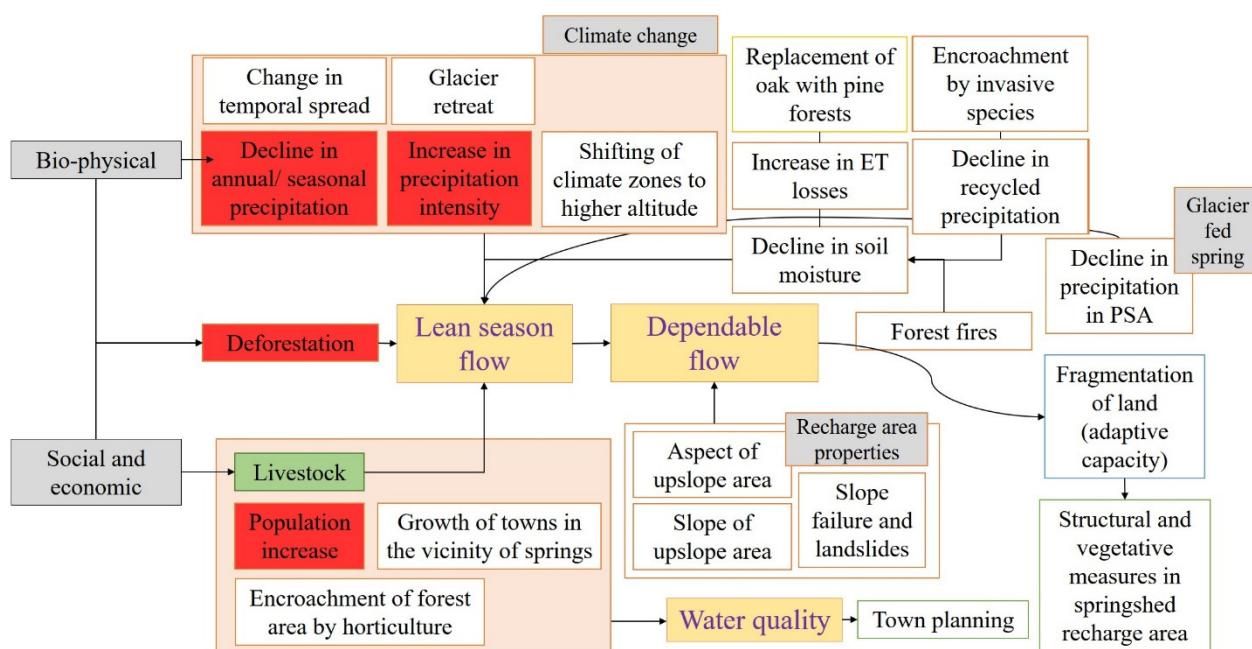 Climate change
Change in
temporal spread
Glacier
retreat
Replacement of
oak with pine
forests
Encroachment
by invasive
species
Bio-physical
Decline in
annual/ seasonal
precipitation
Increase in
precipitation
intensity
Shifting of
climate zones to
higher altitude
Increase in ET
losses
Decline in
recycled
precipitation
Glacier
fed
spring
Decline in soil
moisture
Decline in
precipitation
in PSA
Deforestation
Lean season
flow
Dependable
flow
Forest fires
Fragmentation
of land
(adaptive
capacity)
Social and
economic
Livestock
Recharge area
properties
Aspect of
upslope area
Population
increase
Growth of towns in
the vicinity of springs
Slope of
upslope area
Slope
failure and
landslides
Structural and
vegetative
measures in
springshed
recharge area
Encroachment of forest
area by horticulture
Water quality
Town planning